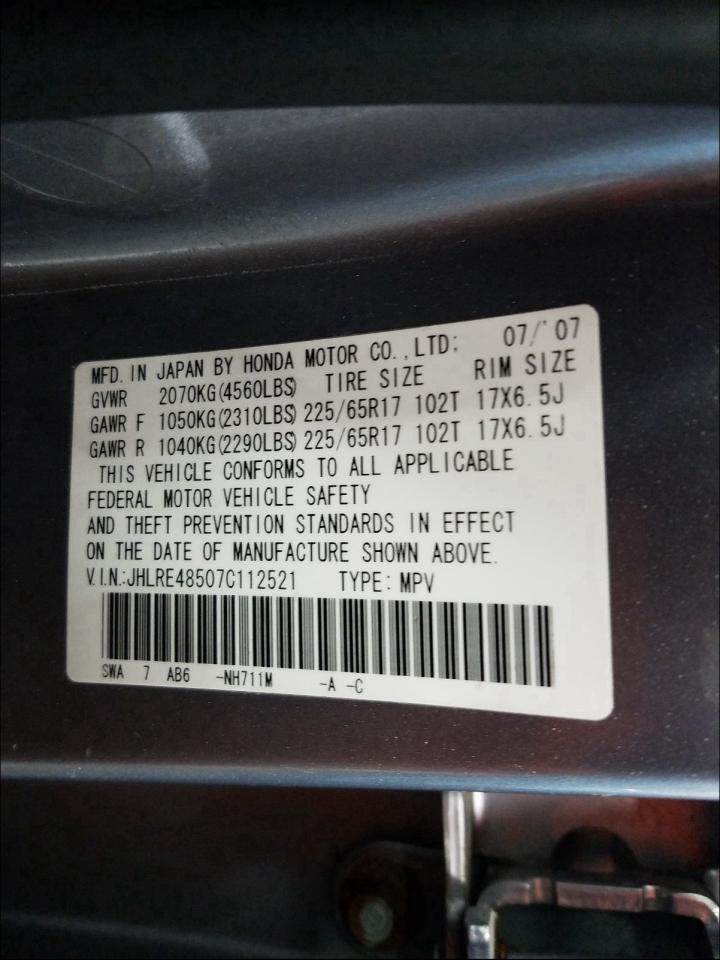 MFD. IN JAPAN BY HONDA MOTOR CO.,LTD: 07/'07
GVWR 2070KG(4560LBS) TIRE SIZE RIM SIZE
GAWR F 1050KG(2310LBS) 225/65R17 102T 17X6.5J
GAWR R 1040KG(2290LBS) 225/65R17 102T 17X6.5J
THIS VEHICLE CONFORMS TO ALL APPLICABLE
FEDERAL MOTOR VEHICLE SAFETY
AND THEFT PREVENTION STANDARDS IN EFFECT
ON THE DATE OF MANUFACTURE SHOWN ABOVE.
V.I.N.:JHLRE48507C112521 TYPE: MPV
SWA 7 AB6 -NH711M -A -C